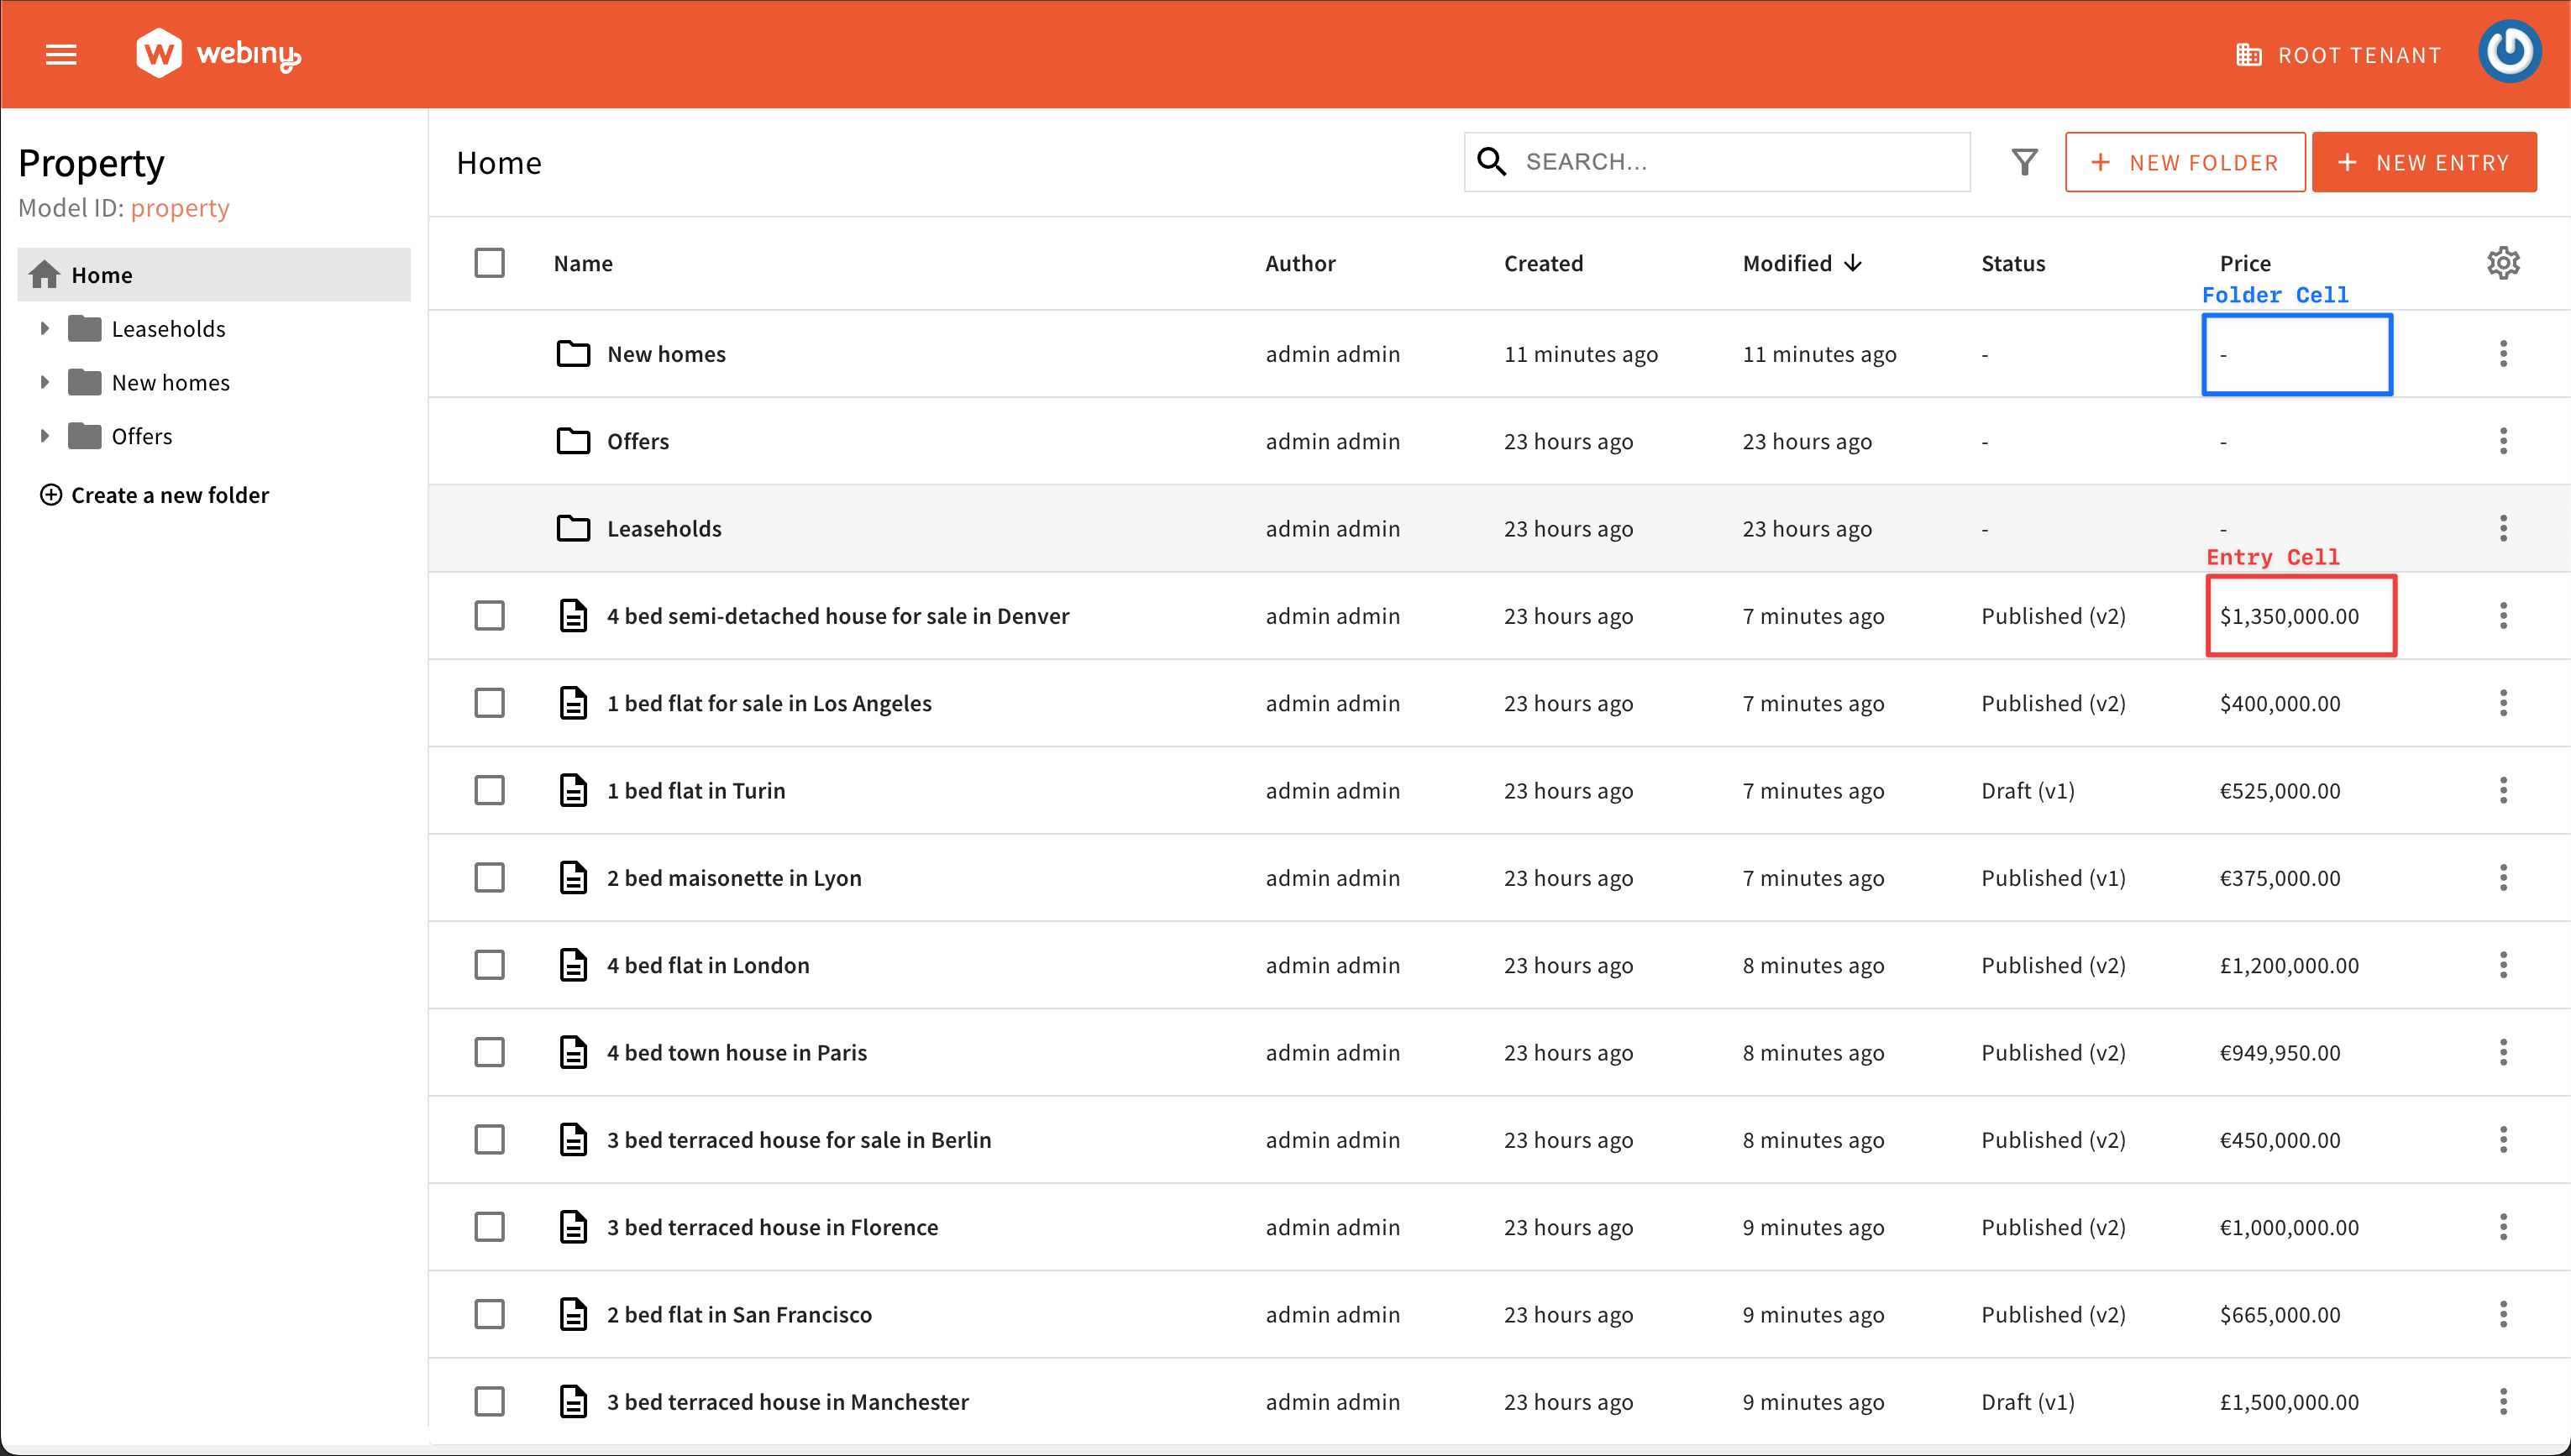 webiny
ROOT TENANT
Property
Model ID: property
Home
Leaseholds
New homes
Offers
Create a new folder
Home
SEARCH...
+ NEW FOLDER
+ NEW ENTRY
Name Author Created Modified Status Price
Folder Cell
New homes admin admin 11 minutes ago 11 minutes ago - -
Offers admin admin 23 hours ago 23 hours ago - -
Leaseholds admin admin 23 hours ago 23 hours ago - -
Entry Cell
4 bed semi-detached house for sale in Denver admin admin 23 hours ago 7 minutes ago Published (v2) $1,350,000.00
1 bed flat for sale in Los Angeles admin admin 23 hours ago 7 minutes ago Published (v2) $400,000.00
1 bed flat in Turin admin admin 23 hours ago 7 minutes ago Draft (v1) €525,000.00
2 bed maisonette in Lyon admin admin 23 hours ago 7 minutes ago Published (v1) €375,000.00
4 bed flat in London admin admin 23 hours ago 8 minutes ago Published (v2) £1,200,000.00
4 bed town house in Paris admin admin 23 hours ago 8 minutes ago Published (v2) €949,950.00
3 bed terraced house for sale in Berlin admin admin 23 hours ago 8 minutes ago Published (v2) €450,000.00
3 bed terraced house in Florence admin admin 23 hours ago 9 minutes ago Published (v2) €1,000,000.00
2 bed flat in San Francisco admin admin 23 hours ago 9 minutes ago Published (v2) $665,000.00
3 bed terraced house in Manchester admin admin 23 hours ago 9 minutes ago Draft (v1) £1,500,000.00